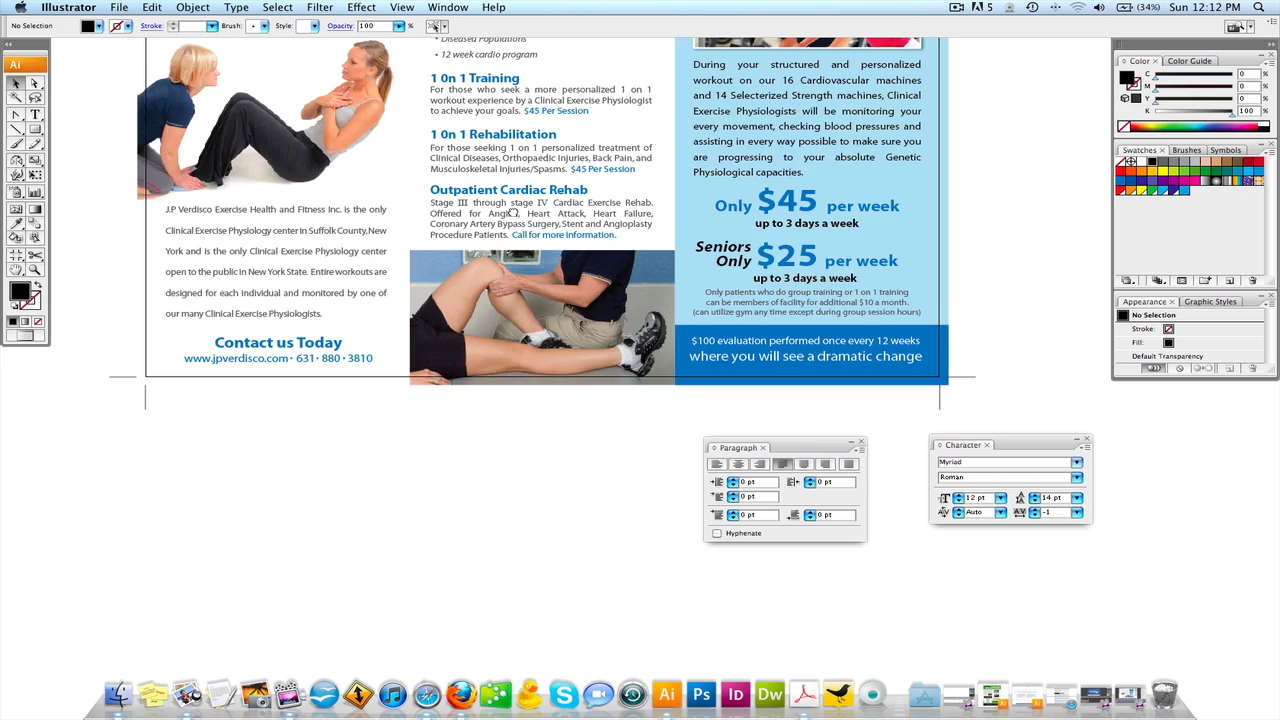 Illustrator File Edit Object Type Select Filter Effect View Window Help
5 (34%) Sun 12:12 PM
No Selection Stroke: Brush: Style: Opacity: 100 %
Ai
• Diseased Populations
• 12 week cardio program
1 0n 1 Training
For those who seek a more personalized 1 on 1
workout experience by a Clinical Exercise Physiologist
to achieve your goals. $45 Per Session
1 0n 1 Rehabilitation
For those seeking 1 on 1 personalized treatment of
Clinical Diseases, Orthopaedic Injuries, Back Pain, and
Musculoskeletal Injuries/Spasms. $45 Per Session
Outpatient Cardiac Rehab
Stage III through stage IV Cardiac Exercise Rehab.
Offered for Angina, Heart Attack, Heart Failure,
Coronary Artery Bypass Surgery, Stent and Angioplasty
Procedure Patients. Call for more Information.
J.P Verdisco Exercise Health and Fitness Inc. is the only
Clinical Exercise Physiology center in Suffolk County, New
York and is the only Clinical Exercise Physiology center
open to the public in New York State. Entire workouts are
designed for each individual and monitored by one of
our many Clinical Exercise Physiologists.
Contact us Today
www.jpverdisco.com • 631 • 880 • 3810
During your structured and personalized
workout on our 16 Cardiovascular machines
and 14 Selecterized Strength machines, Clinical
Exercise Physiologists will be monitoring your
every movement, checking blood pressures and
assisting in every way possible to make sure you
are progressing to your absolute Genetic
Physiological capacities.
Only $45 per week
up to 3 days a week
Seniors
Only $25 per week
up to 3 days a week
Only patients who do group training or 1 on 1 training
can be members of facility for additional $10 a month.
(can utilize gym any time except during group session hours)
$100 evaluation performed once every 12 weeks
where you will see a dramatic change
Color Color Guide
C 0 %
M 0 %
Y 0 %
K 100 %
Swatches Brushes Symbols
Appearance Graphic Styles
No Selection
Stroke:
Fill:
Default Transparency
Paragraph
0 pt 0 pt
0 pt
0 pt 0 pt
Hyphenate
Character
Myriad
Roman
12 pt 14 pt
Auto -1
Ai Ps Id Dw